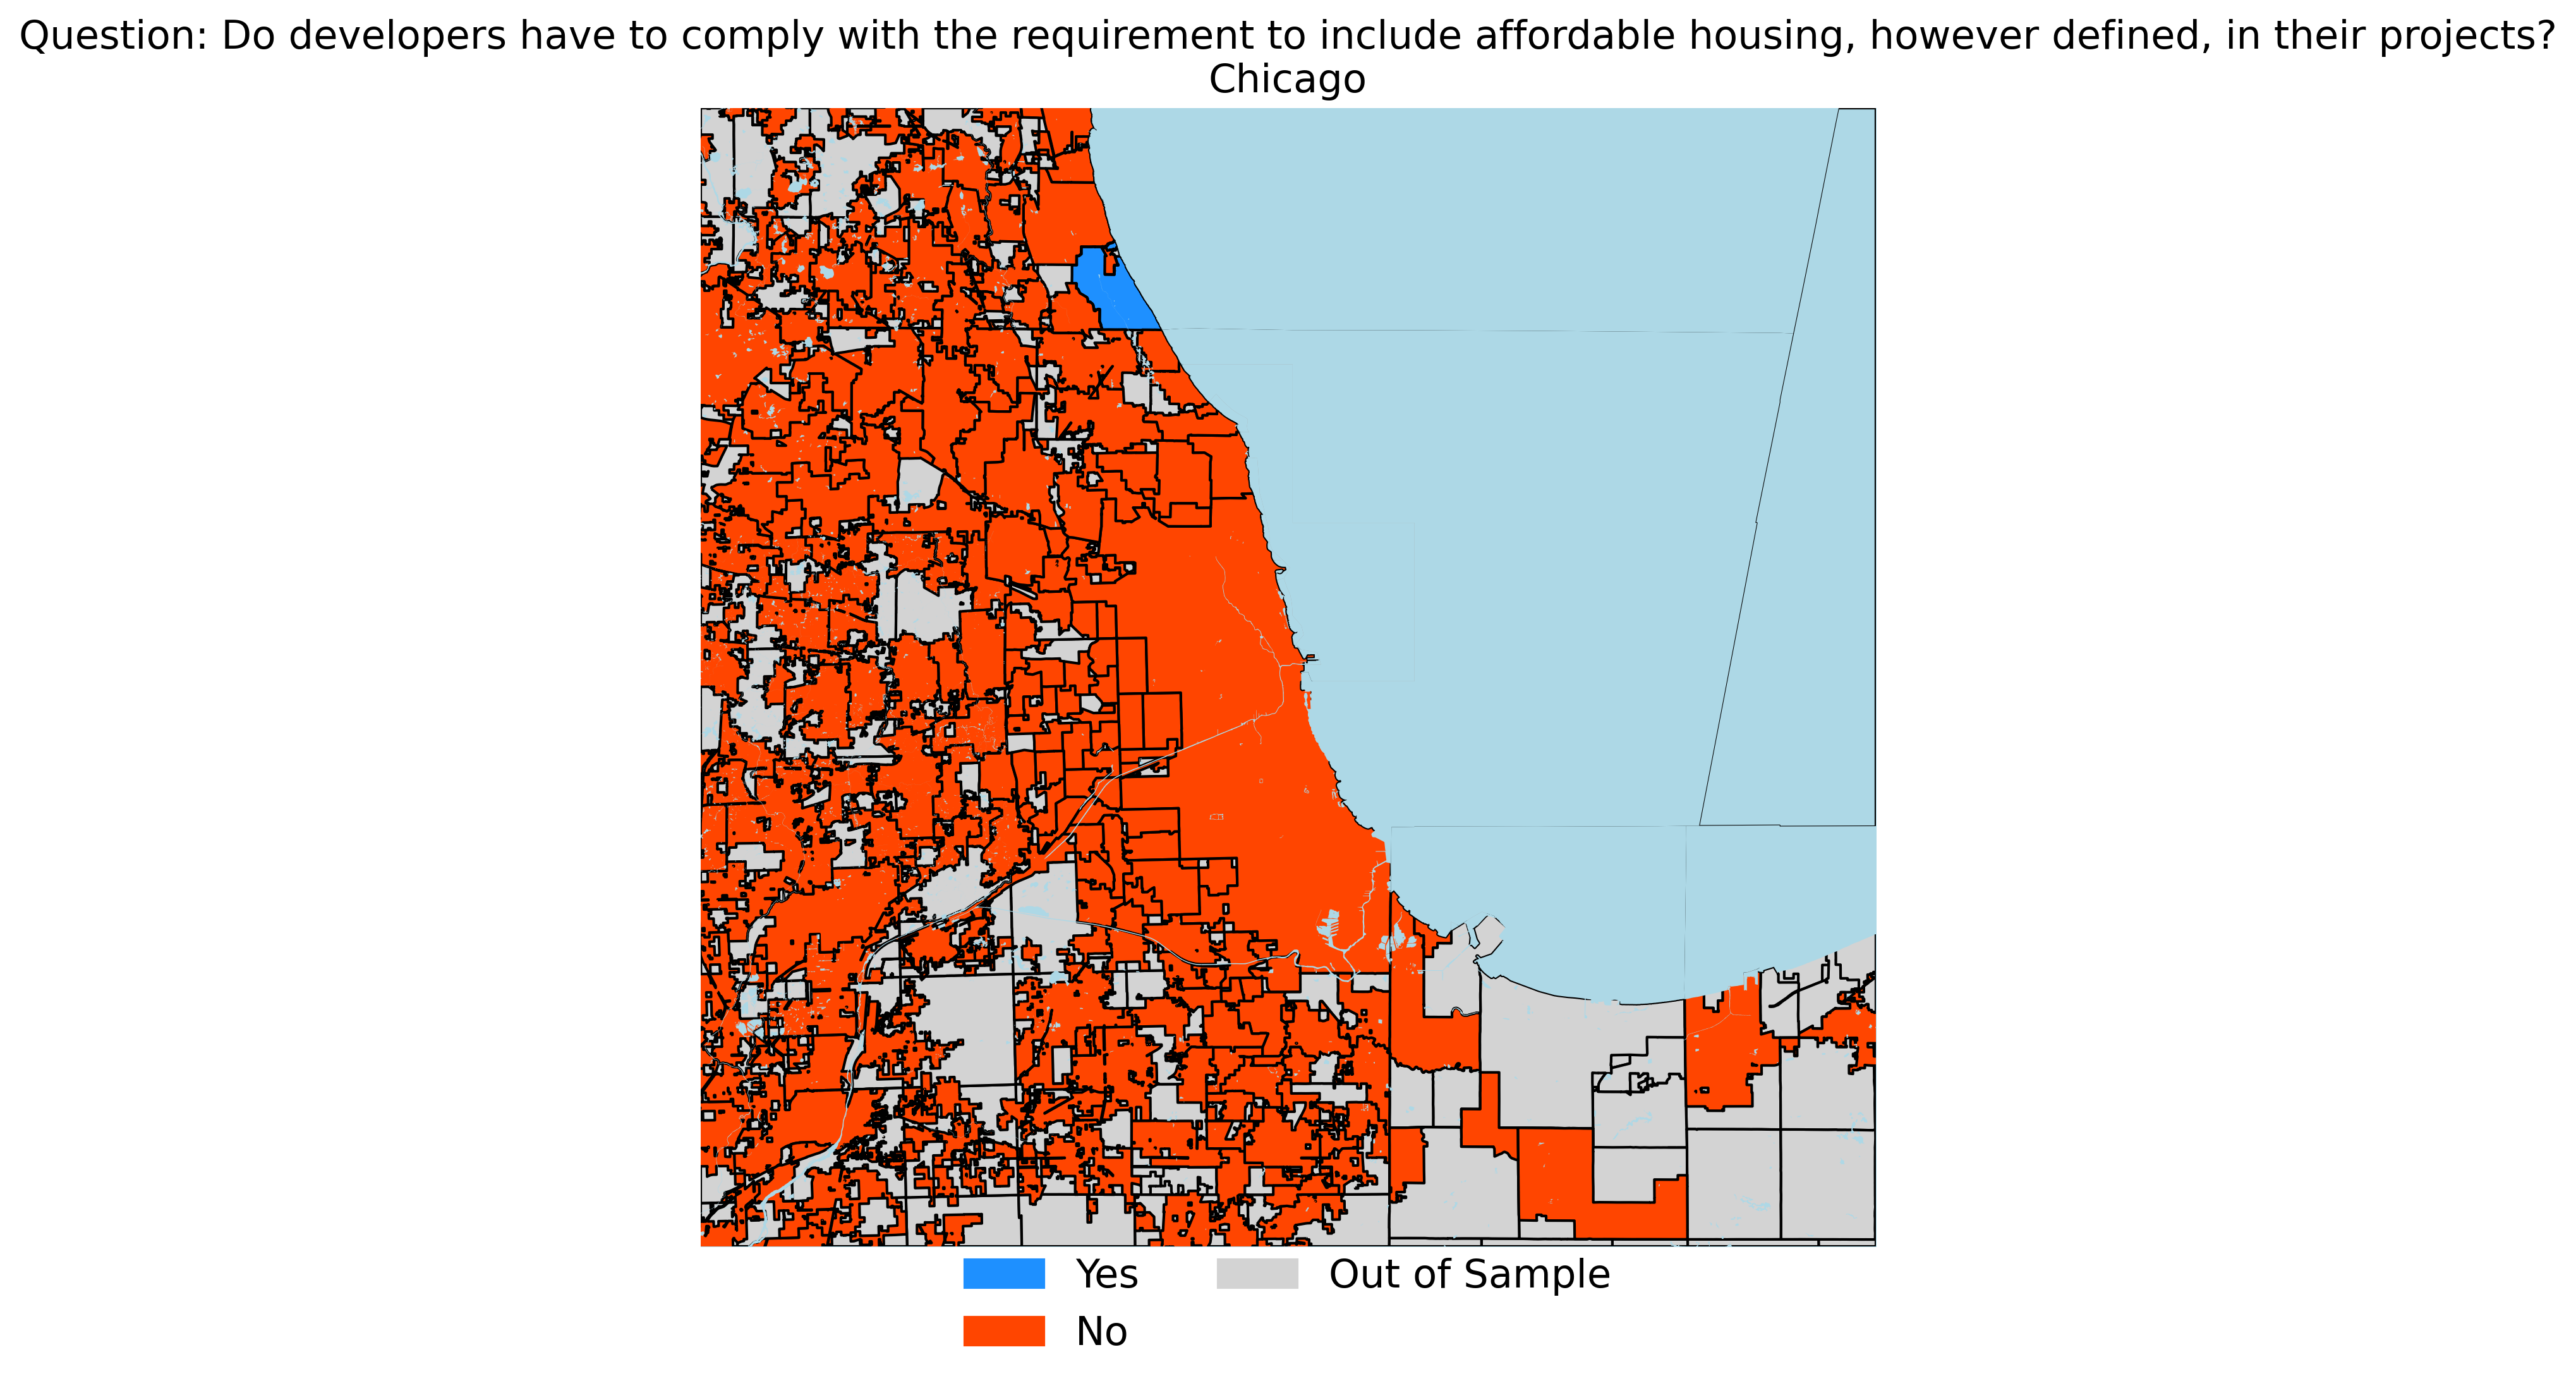 Question: Do developers have to comply with the requirement to include affordable housing, however defined, in their projects?
Chicago
Yes
Out of Sample
No